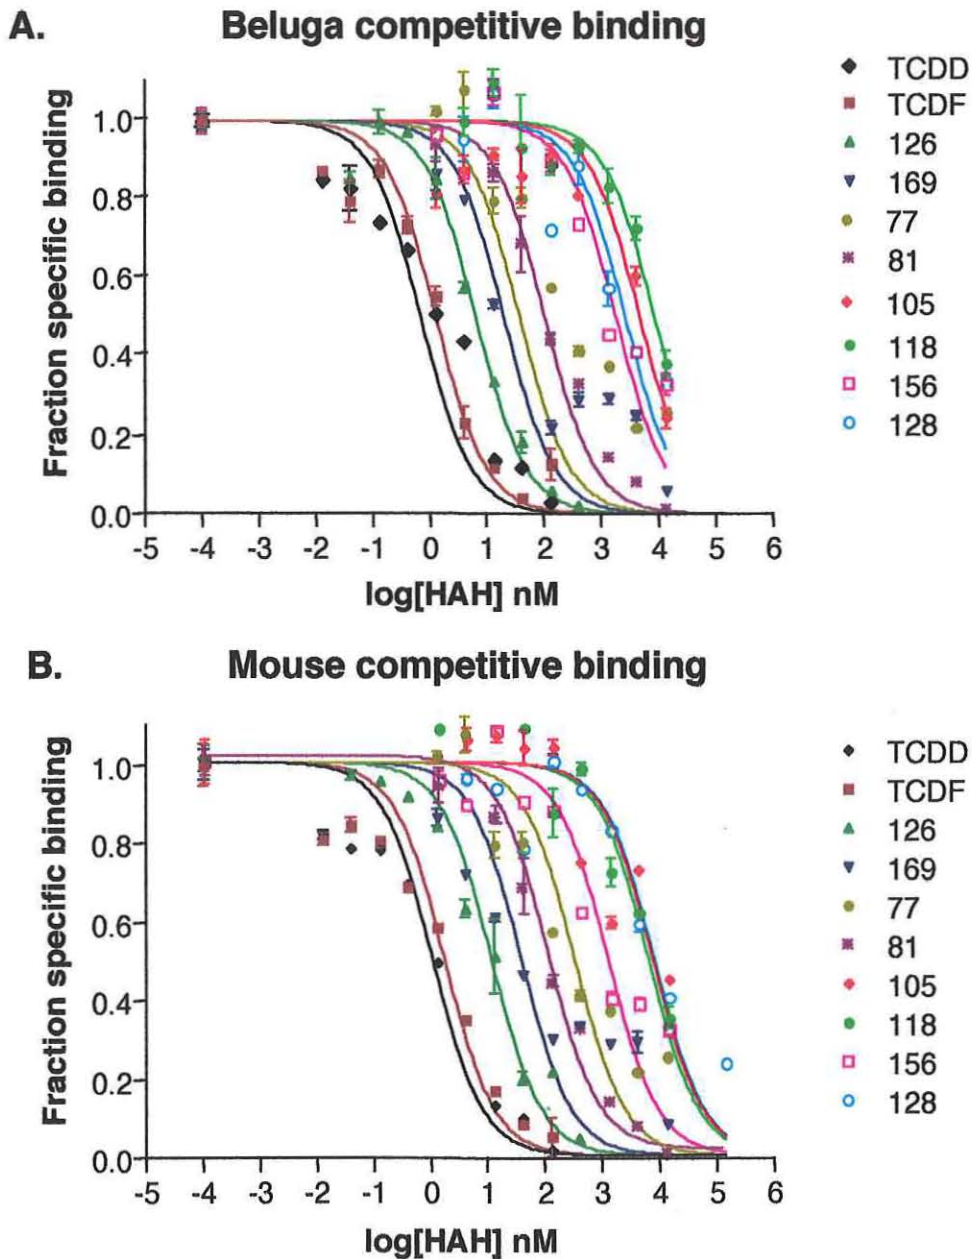 A.
Beluga competitive binding
Fraction specific binding
1.0
0.8
0.6
0.4
0.2
0.0
-5 -4 -3 -2 -1 0 1 2 3 4 5 6
log[HAH] nM
TCDD
TCDF
126
169
77
81
105
118
156
128
B.
Mouse competitive binding
Fraction specific binding
1.0
0.8
0.6
0.4
0.2
0.0
-5 -4 -3 -2 -1 0 1 2 3 4 5 6
log[HAH] nM
TCDD
TCDF
126
169
77
81
105
118
156
128